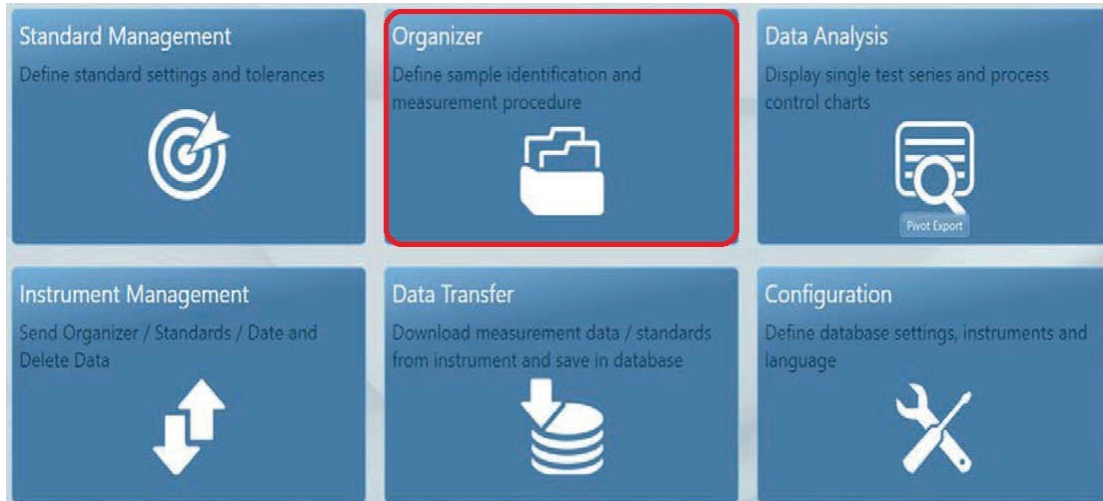 Standard Management
Define standard settings and tolerances
Organizer
Define sample identification and
measurement procedure
Data Analysis
Display single test series and process
control charts
Pivot Export
Instrument Management
Send Organizer / Standards / Date and
Delete Data
Data Transfer
Download measurement data / standards
from instrument and save in database
Configuration
Define database settings, instruments and
language